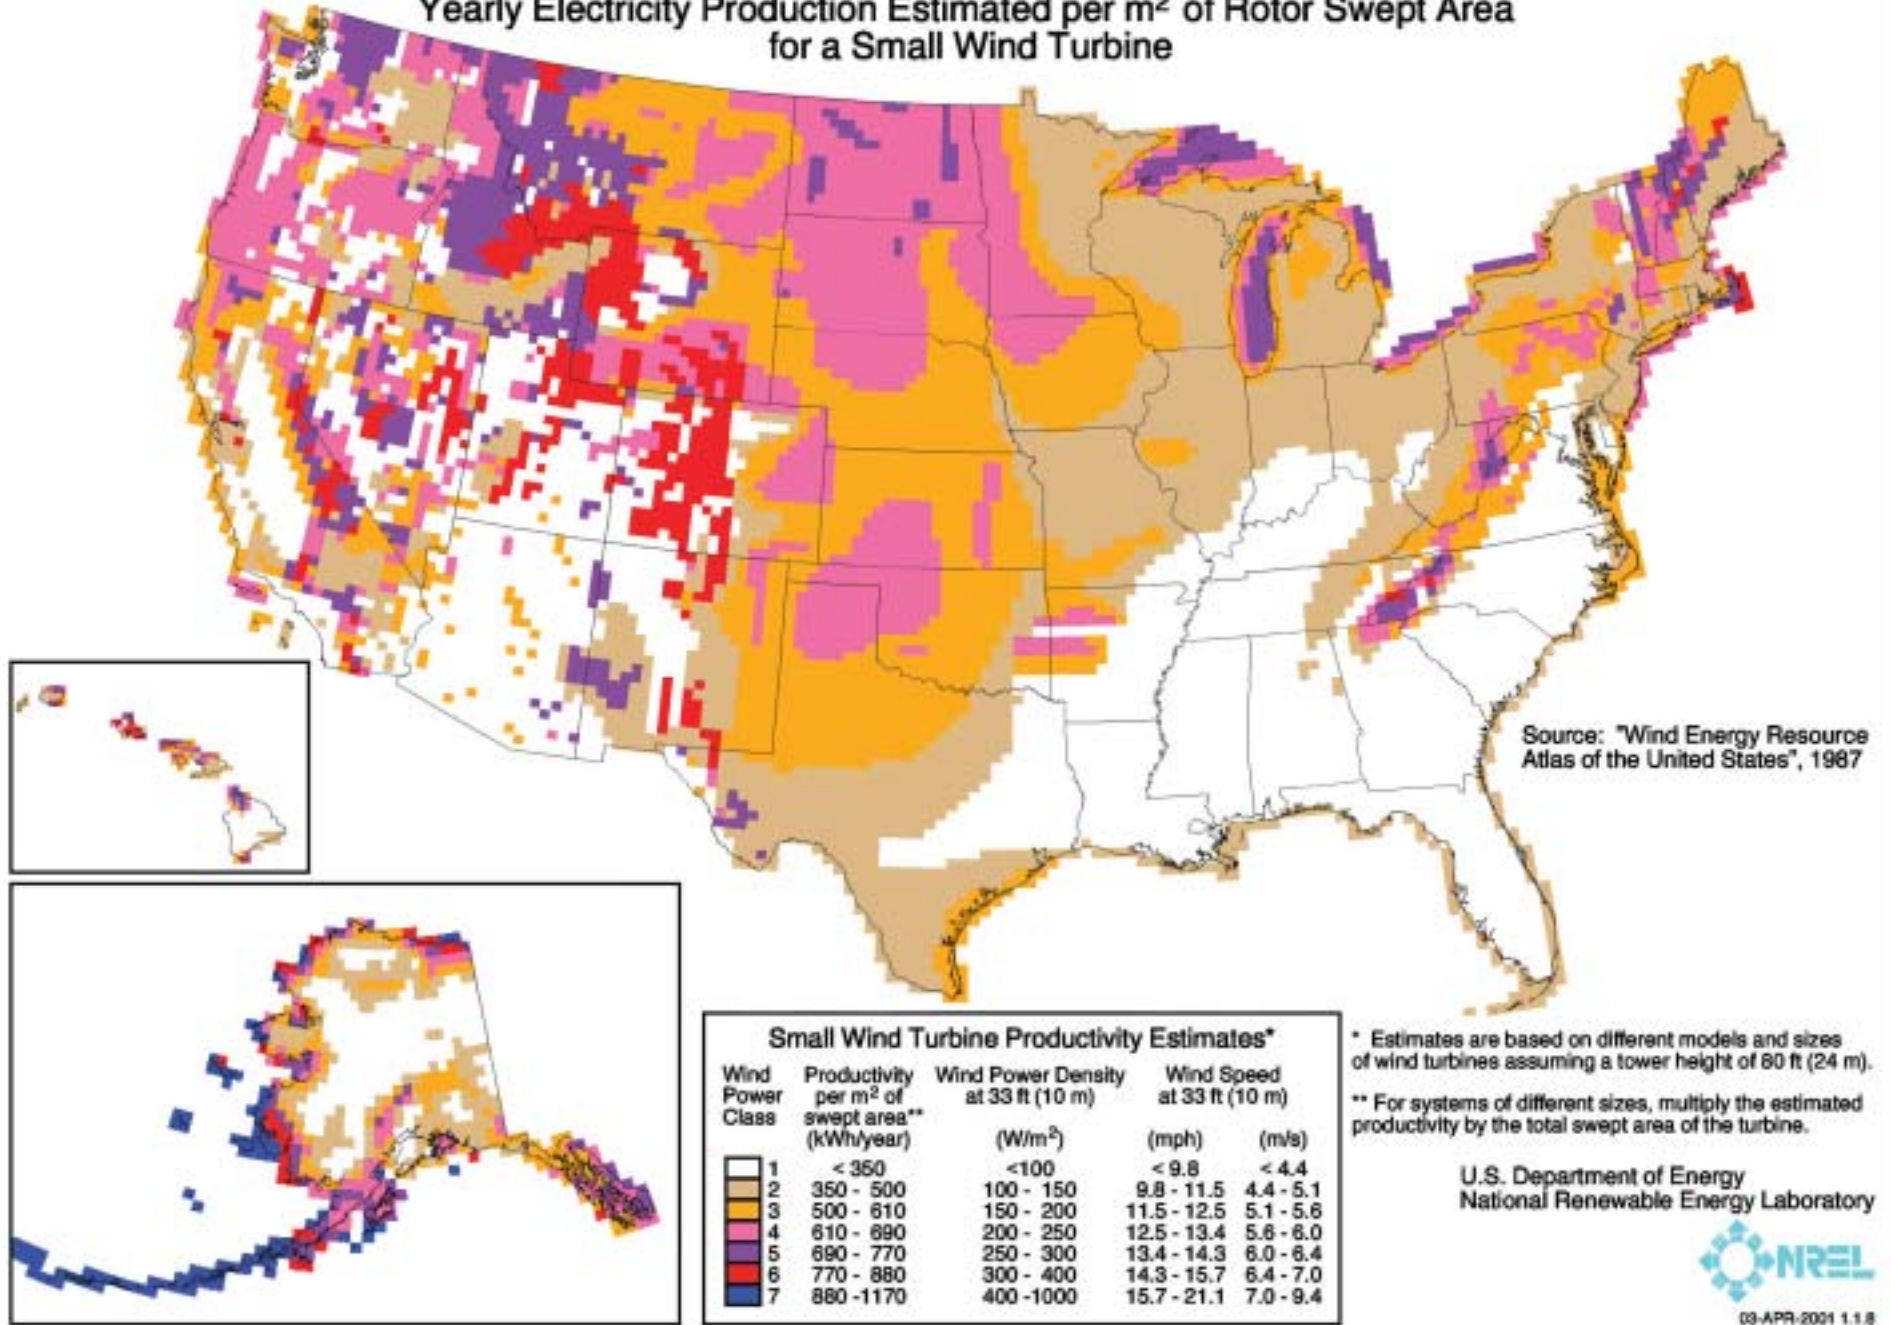 Yearly Electricity Production Estimated per m² of Rotor Swept Area
for a Small Wind Turbine
Source: "Wind Energy Resource
Atlas of the United States", 1987
Small Wind Turbine Productivity Estimates*
Wind Power Class Productivity per m² of swept area** (kWh/year) Wind Power Density at 33 ft (10 m) (W/m²) Wind Speed at 33 ft (10 m) (mph) (m/s)
1 < 350 <100 < 9.8 < 4.4
2 350 - 500 100 - 150 9.8 - 11.5 4.4 - 5.1
3 500 - 610 150 - 200 11.5 - 12.5 5.1 - 5.6
4 610 - 690 200 - 250 12.5 - 13.4 5.6 - 6.0
5 690 - 770 250 - 300 13.4 - 14.3 6.0 - 6.4
6 770 - 880 300 - 400 14.3 - 15.7 6.4 - 7.0
7 880 -1170 400 -1000 15.7 - 21.1 7.0 - 9.4
* Estimates are based on different models and sizes
of wind turbines assuming a tower height of 80 ft (24 m).
** For systems of different sizes, multiply the estimated
productivity by the total swept area of the turbine.
U.S. Department of Energy
National Renewable Energy Laboratory
NREL
03-APR-2001 1.1.8